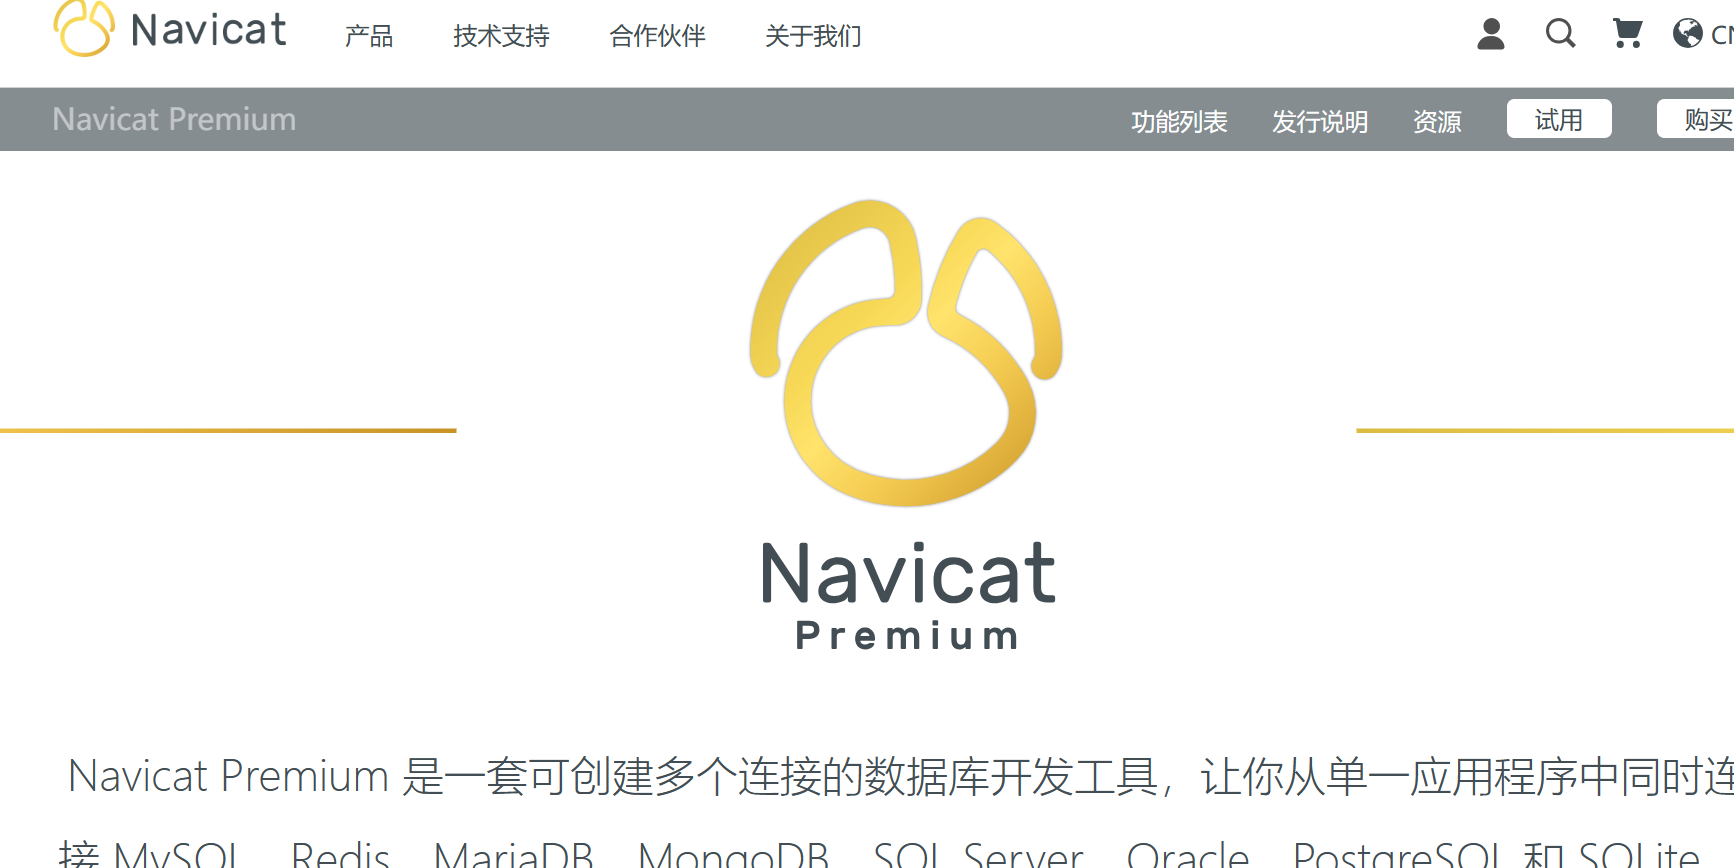 Navicat 产品 技术支持 合作伙伴 关于我们
Navicat Premium 功能列表 发行说明 资源 试用 购买
Navicat
Premium
Navicat Premium 是一套可创建多个连接的数据库开发工具，让你从单一应用程序中同时连
接 MySQL、Redis、MariaDB、MongoDB、SQL Server、Oracle、PostgreSQL 和 SQLite